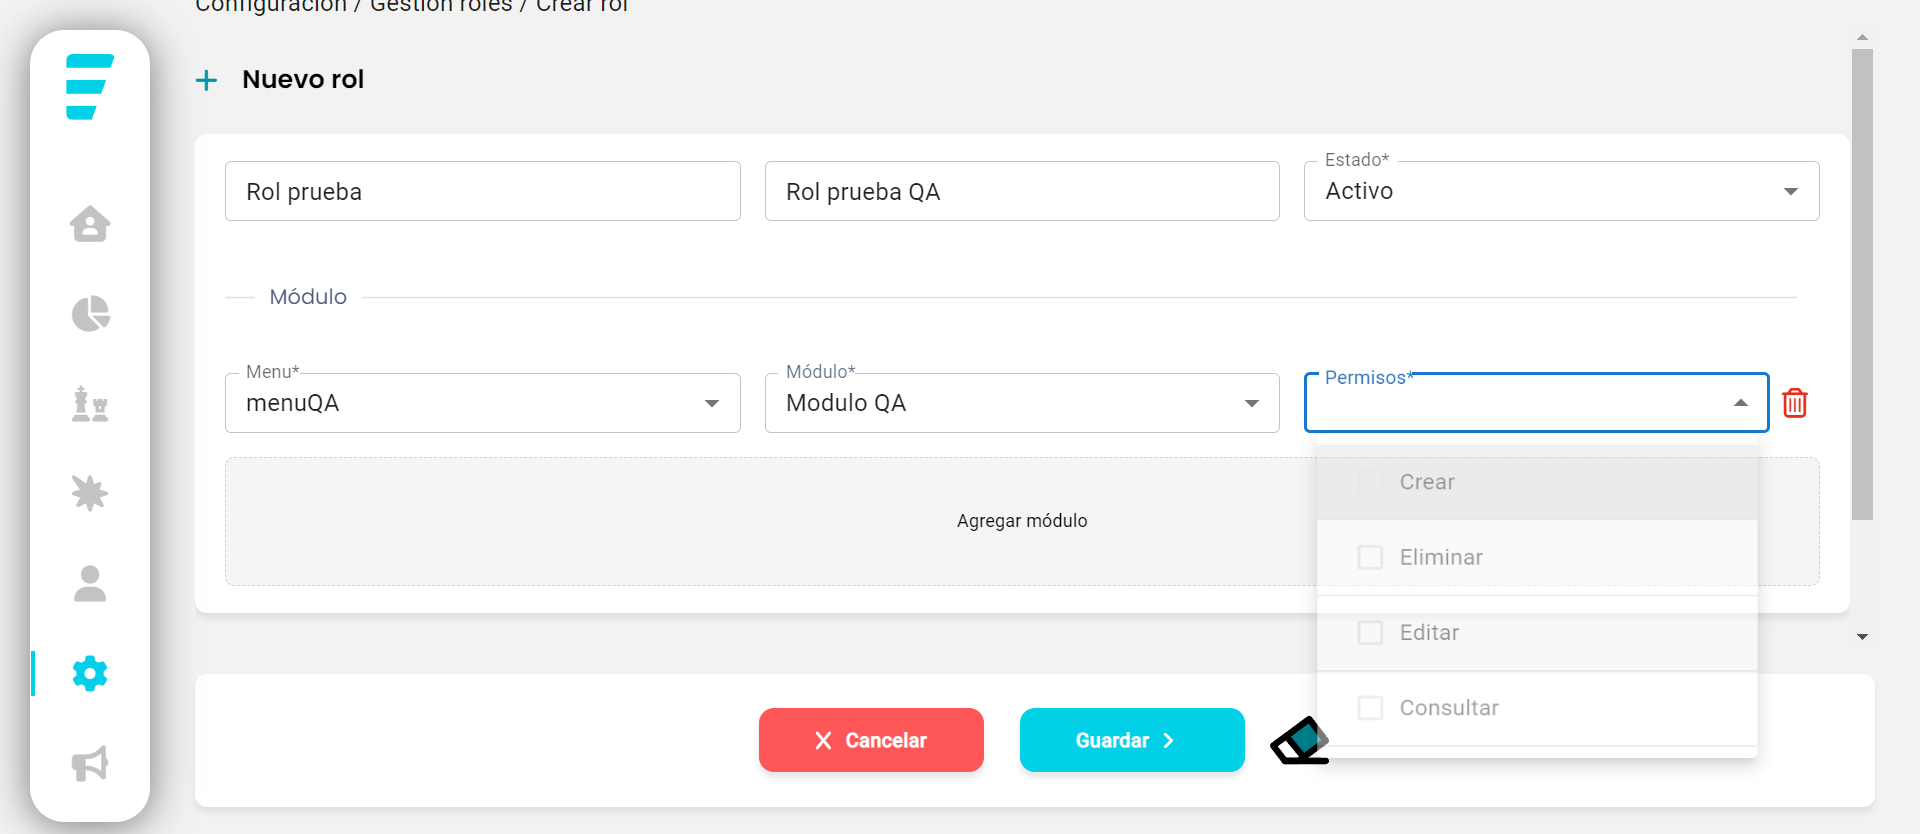 Configuración / Gestión roles / Crear rol
Nuevo rol
Rol prueba
Rol prueba QA
Estado*
Activo
Módulo
Menu*
menuQA
Módulo*
Modulo QA
Permisos*
Crear
Eliminar
Editar
Consultar
Agregar módulo
Cancelar
Guardar